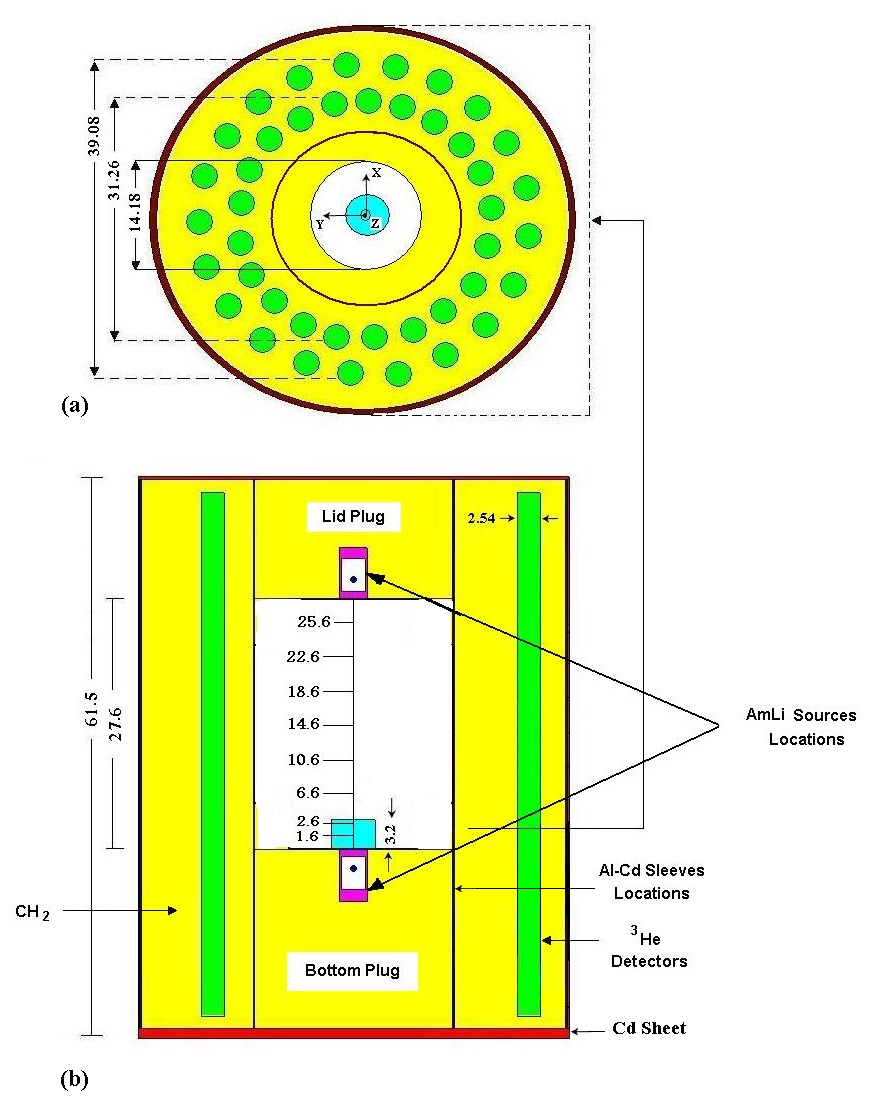 39.08
31.26
14.18
X
Y
Z
(a)
Lid Plug
2.54
25.6
22.6
18.6
14.6
10.6
6.6
2.6
1.6
3.2
61.5
27.6
AmLi Sources
Locations
Al-Cd Sleeves
Locations
CH2
3He
Detectors
Bottom Plug
Cd Sheet
(b)